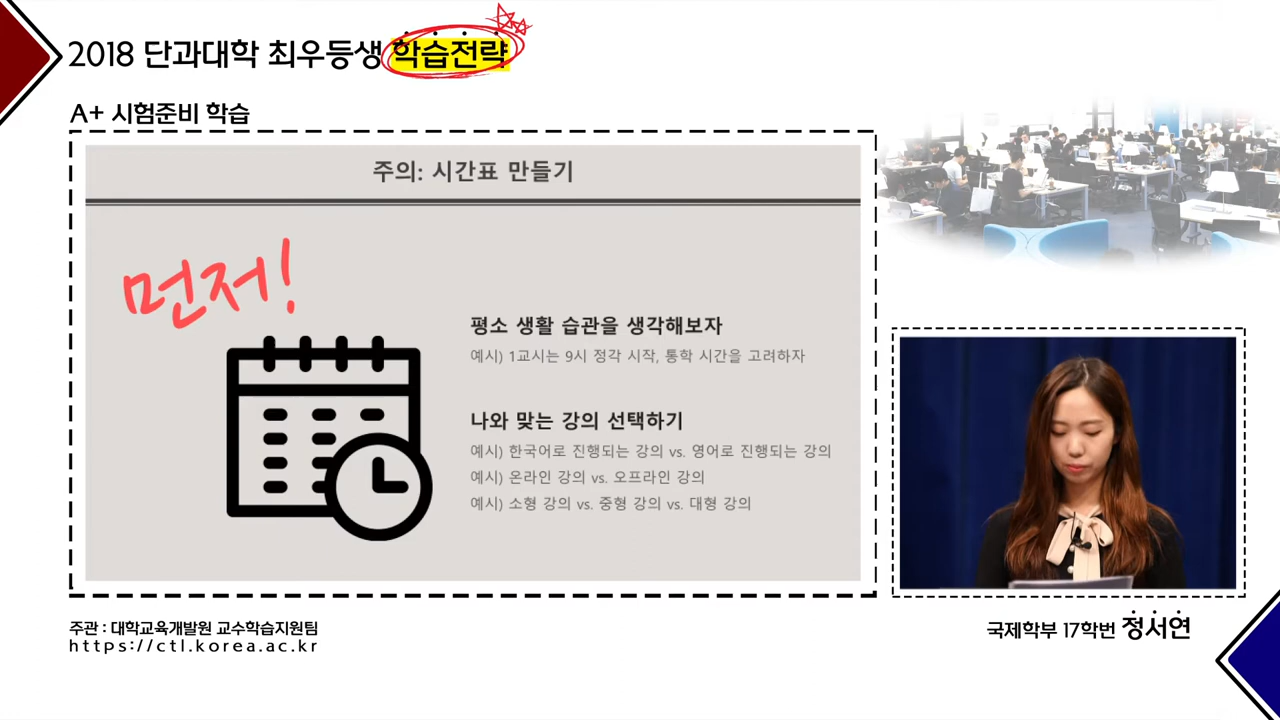 2018 단과대학 최우등생 학습전략
A+ 시험준비 학습
주의: 시간표 만들기
먼저!
평소 생활 습관을 생각해보자
예시) 1교시는 9시 정각 시작, 통학 시간을 고려하자
나와 맞는 강의 선택하기
예시) 한국어로 진행되는 강의 vs. 영어로 진행되는 강의
예시) 온라인 강의 vs. 오프라인 강의
예시) 소형 강의 vs. 중형 강의 vs. 대형 강의
주관 : 대학교육개발원 교수학습지원팀
https://ctl.korea.ac.kr
국제학부 17학번 정서연